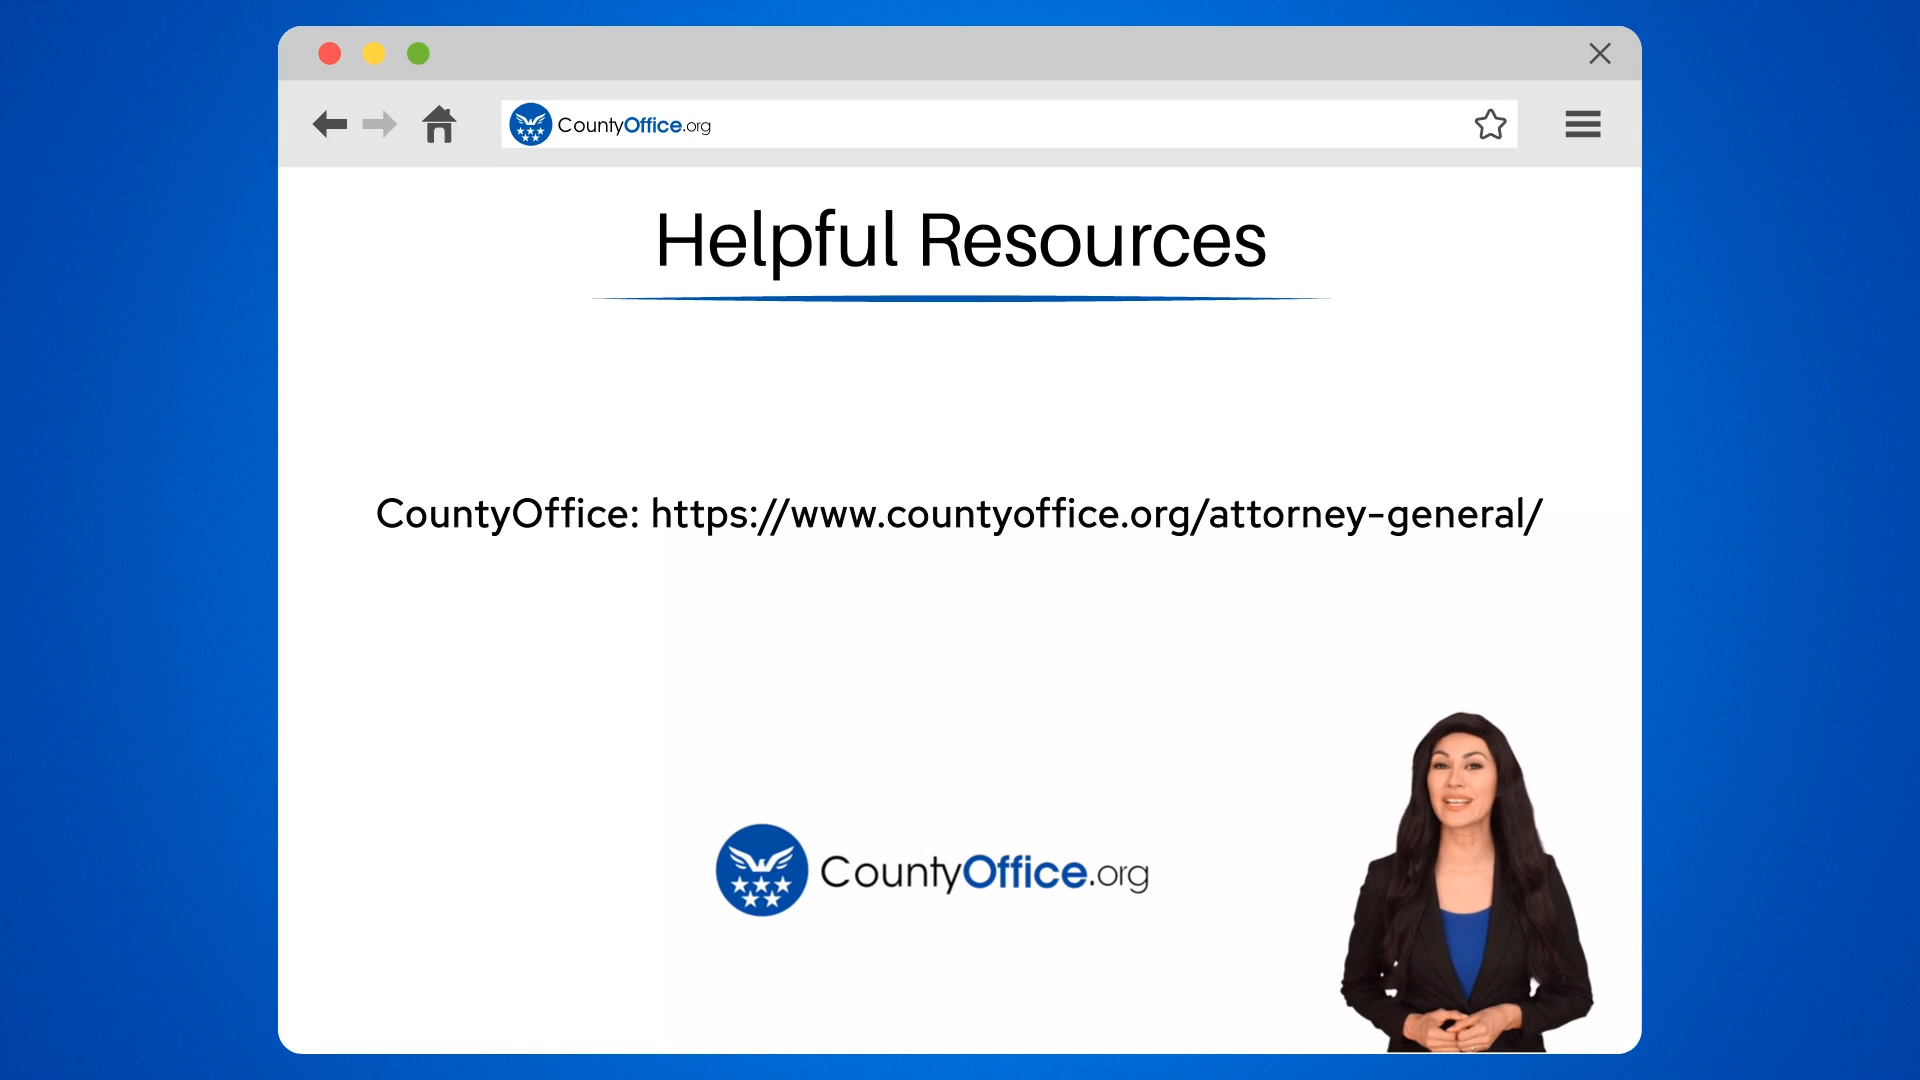 CountyOffice.org
Helpful Resources
CountyOffice: https://www.countyoffice.org/attorney-general/
CountyOffice.org